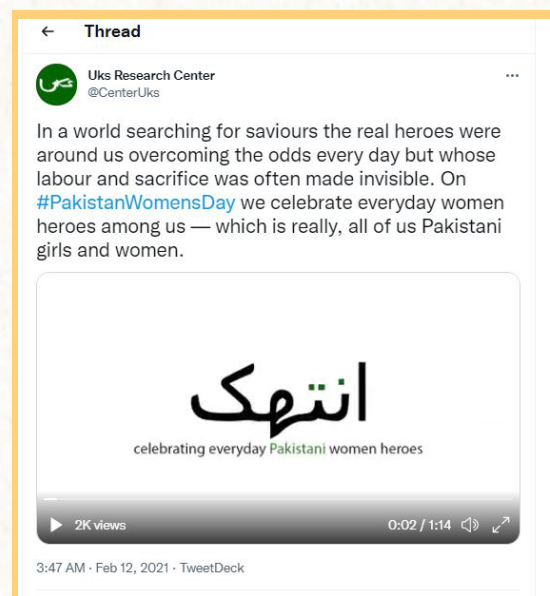 Thread
Uks Research Center
@CenterUks
In a world searching for saviours the real heroes were
around us overcoming the odds every day but whose
labour and sacrifice was often made invisible. On
#PakistanWomensDay we celebrate everyday women
heroes among us — which is really, all of us Pakistani
girls and women.
انتھک
celebrating everyday Pakistani women heroes
2K views
0:02 / 1:14
3:47 AM · Feb 12, 2021 · TweetDeck